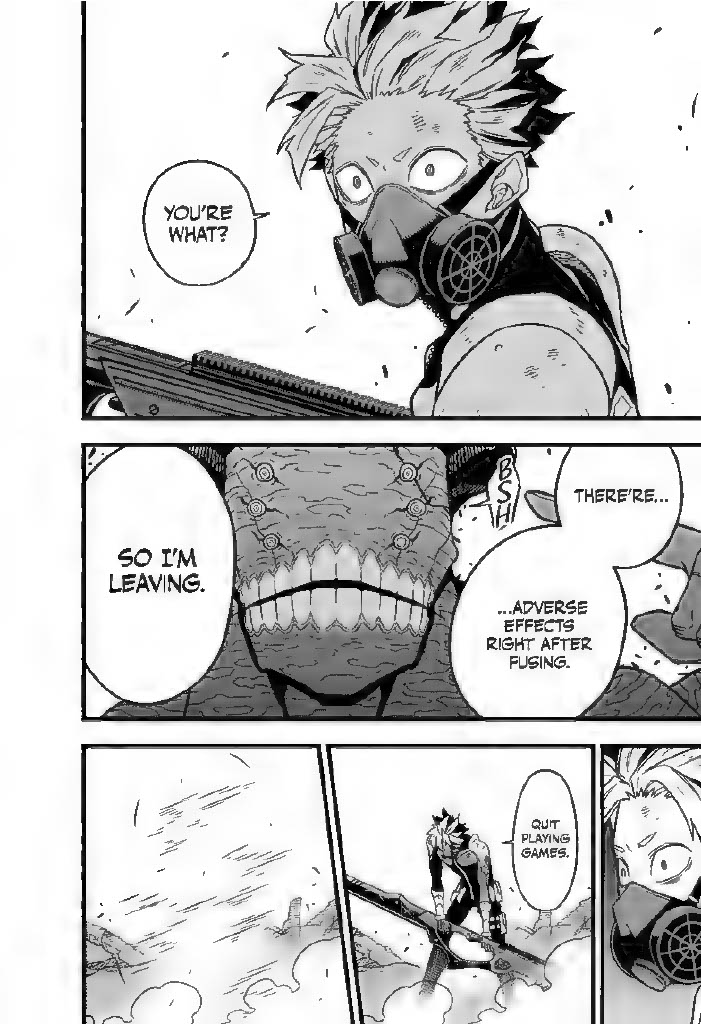 YOU'RE
WHAT?
THERE'RE...
...ADVERSE
EFFECTS
RIGHT AFTER
FUSING.
BSH
SO I'M
LEAVING.
QUIT
PLAYING
GAMES.